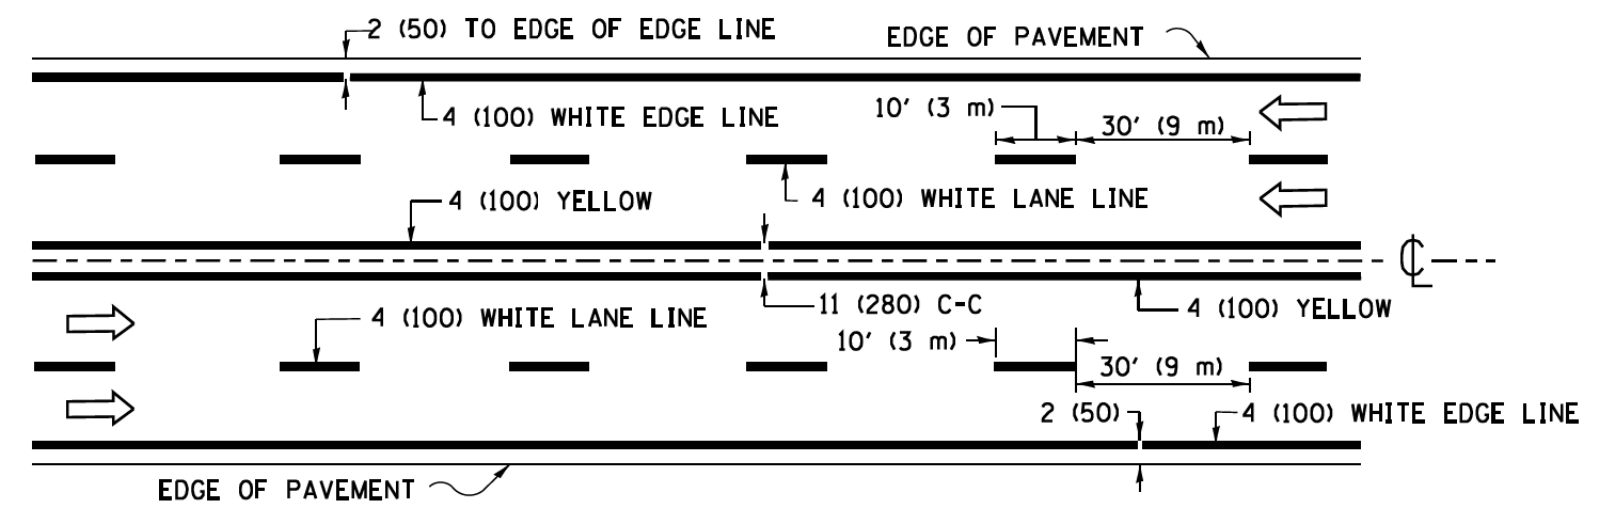 2 (50) TO EDGE OF EDGE LINE
EDGE OF PAVEMENT
4 (100) WHITE EDGE LINE
10' (3 m)
30' (9 m)
4 (100) YELLOW
4 (100) WHITE LANE LINE
℄
11 (280) C-C
4 (100) YELLOW
4 (100) WHITE LANE LINE
10' (3 m)
30' (9 m)
2 (50)
4 (100) WHITE EDGE LINE
EDGE OF PAVEMENT